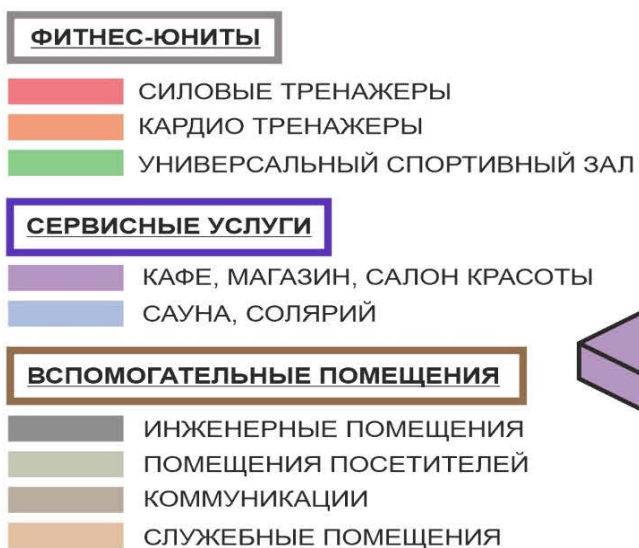 ФИТНЕС-ЮНИТЫ
СИЛОВЫЕ ТРЕНАЖЕРЫ
КАРДИО ТРЕНАЖЕРЫ
УНИВЕРСАЛЬНЫЙ СПОРТИВНЫЙ ЗАЛ
СЕРВИСНЫЕ УСЛУГИ
КАФЕ, МАГАЗИН, САЛОН КРАСОТЫ
САУНА, СОЛЯРИЙ
ВСПОМОГАТЕЛЬНЫЕ ПОМЕЩЕНИЯ
ИНЖЕНЕРНЫЕ ПОМЕЩЕНИЯ
ПОМЕЩЕНИЯ ПОСЕТИТЕЛЕЙ
КОММУНИКАЦИИ
СЛУЖЕБНЫЕ ПОМЕЩЕНИЯ